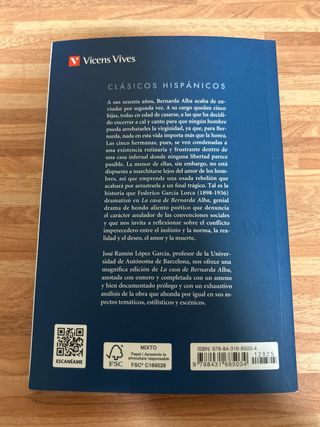 Vicens Vives
CLÁSICOS HISPÁNICOS
A sus sesenta años, Bernarda Alba acaba de en-
viudar por segunda vez. A su cargo quedan cinco
hijas, todas en edad de casarse, a las que ha decidi-
do encerrar a cal y canto para que ningún hombre
pueda arrebatarles la virginidad, ya que, para Ber-
narda, nada en esta vida importa más que la honra.
Las cinco hermanas, pues, se ven condenadas a
una existencia rutinaria y frustrante dentro de
una casa infernal donde ninguna libertad parece
posible. La menor de ellas, sin embargo, no está
dispuesta a marchitarse lejos del amor de los hom-
bres, así que emprende una osada rebelión que
acabará por arrastrarla a un final trágico. Tal es la
historia que Federico García Lorca (1898-1936)
dramatizó en La casa de Bernarda Alba, genial
drama de hondo aliento poético que denuncia
el carácter anulador de las convenciones sociales
y que nos invita a reflexionar sobre el conflicto
imperecedero entre el instinto y la norma, la rea-
lidad y el deseo, el amor y la muerte.
José Ramón López García, profesor de la Univer-
sidad de Autónoma de Barcelona, nos ofrece una
magnífica edición de La casa de Bernarda Alba,
anotada con esmero y completada con un ameno
y bien documentado prólogo y con un exhaustivo
análisis de la obra que ahonda por igual en sus as-
pectos temáticos, estilísticos y escénicos.
ESCANÉAME
FSC
MIXTO
Papel | Apoyando la
silvicultura responsable
FSC® C169028
ISBN: 978-84-316-8503-4
12825
9 788431 685034